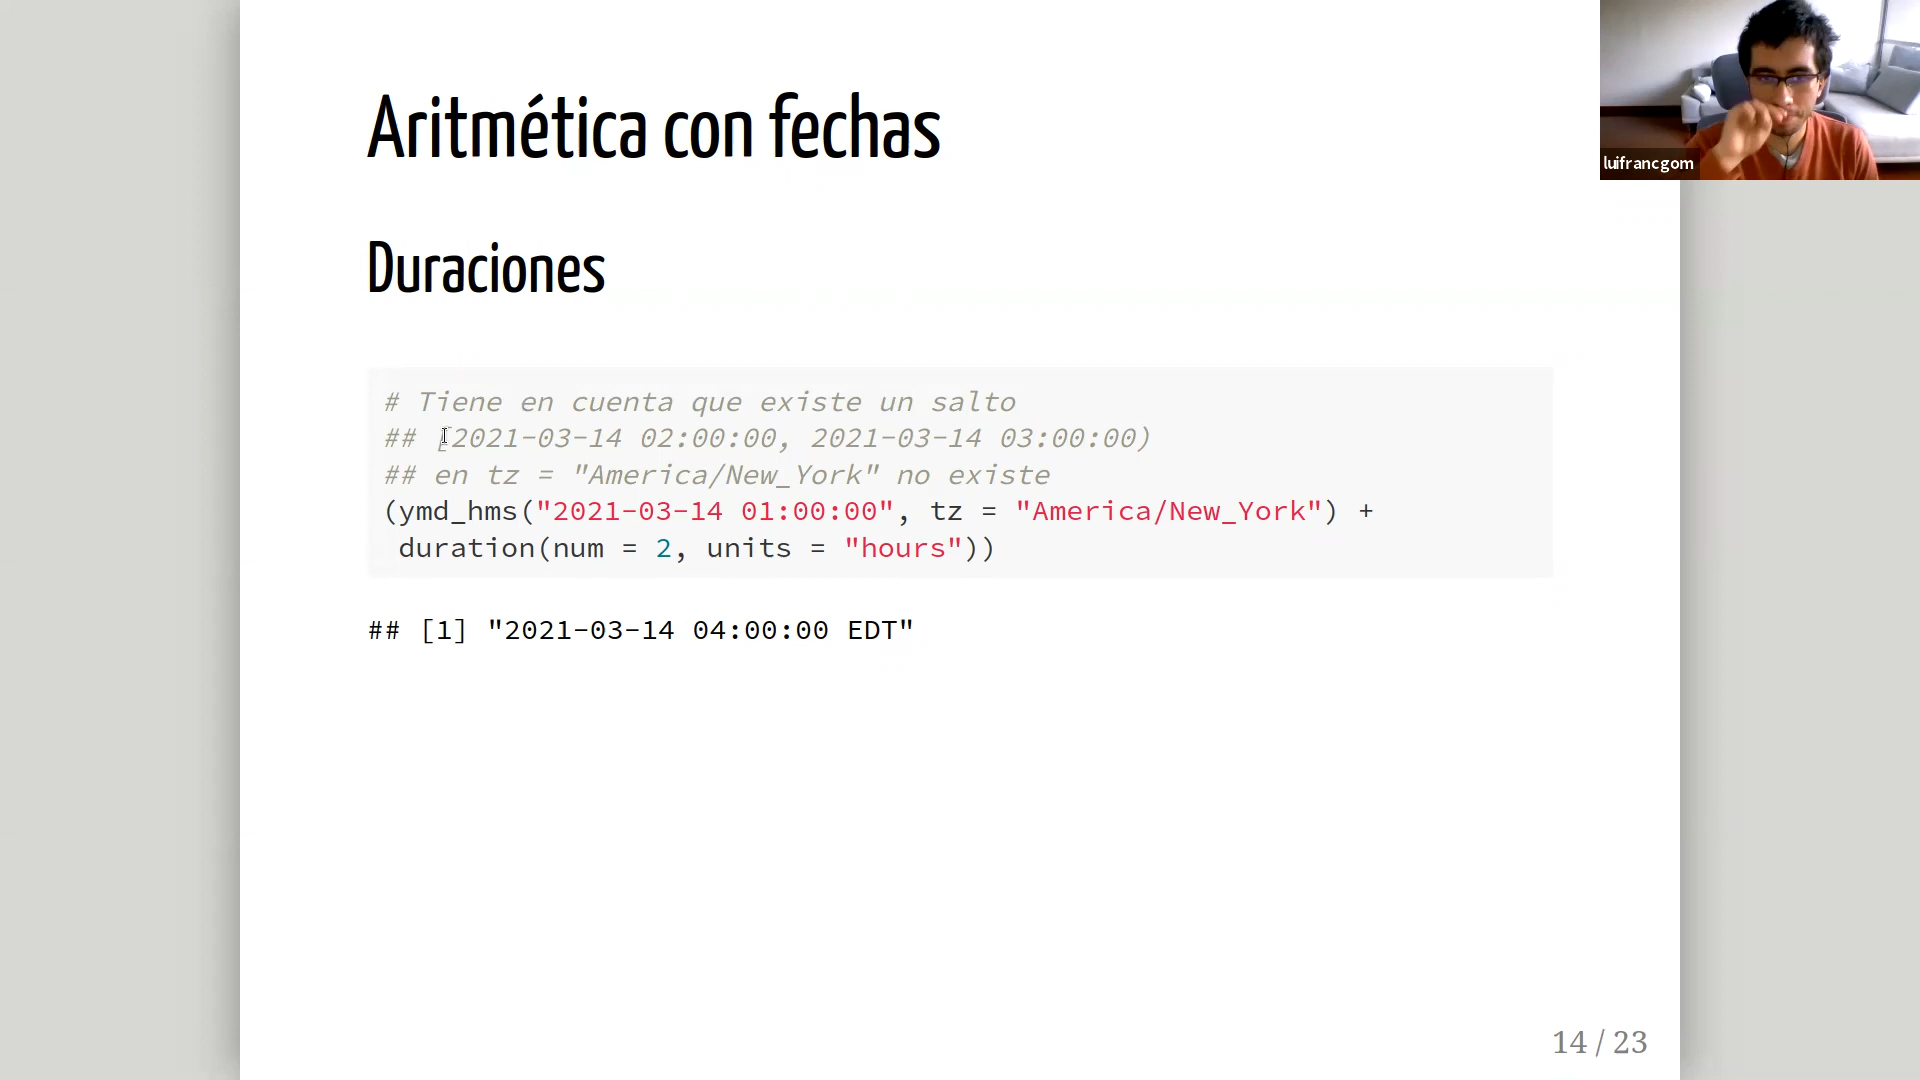 Aritmética con fechas
luifrancgom
Duraciones
# Tiene en cuenta que existe un salto
## [2021-03-14 02:00:00, 2021-03-14 03:00:00)
## en tz = "America/New_York" no existe
(ymd_hms("2021-03-14 01:00:00", tz = "America/New_York") +
duration(num = 2, units = "hours"))
## [1] "2021-03-14 04:00:00 EDT"
14 / 23